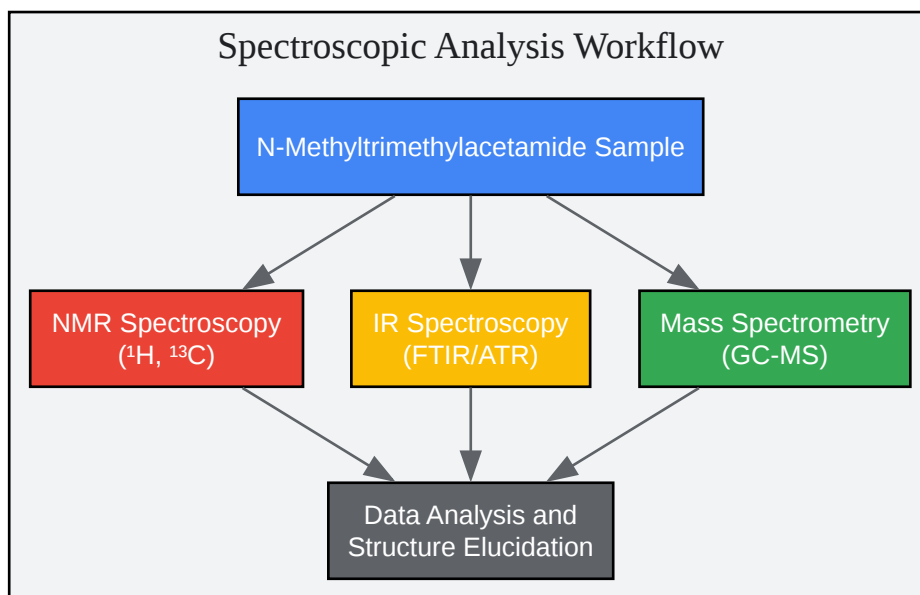 Spectroscopic Analysis Workflow
N-Methyltrimethylacetamide Sample
NMR Spectroscopy
(¹H, ¹³C)
IR Spectroscopy
(FTIR/ATR)
Mass Spectrometry
(GC-MS)
Data Analysis and
Structure Elucidation